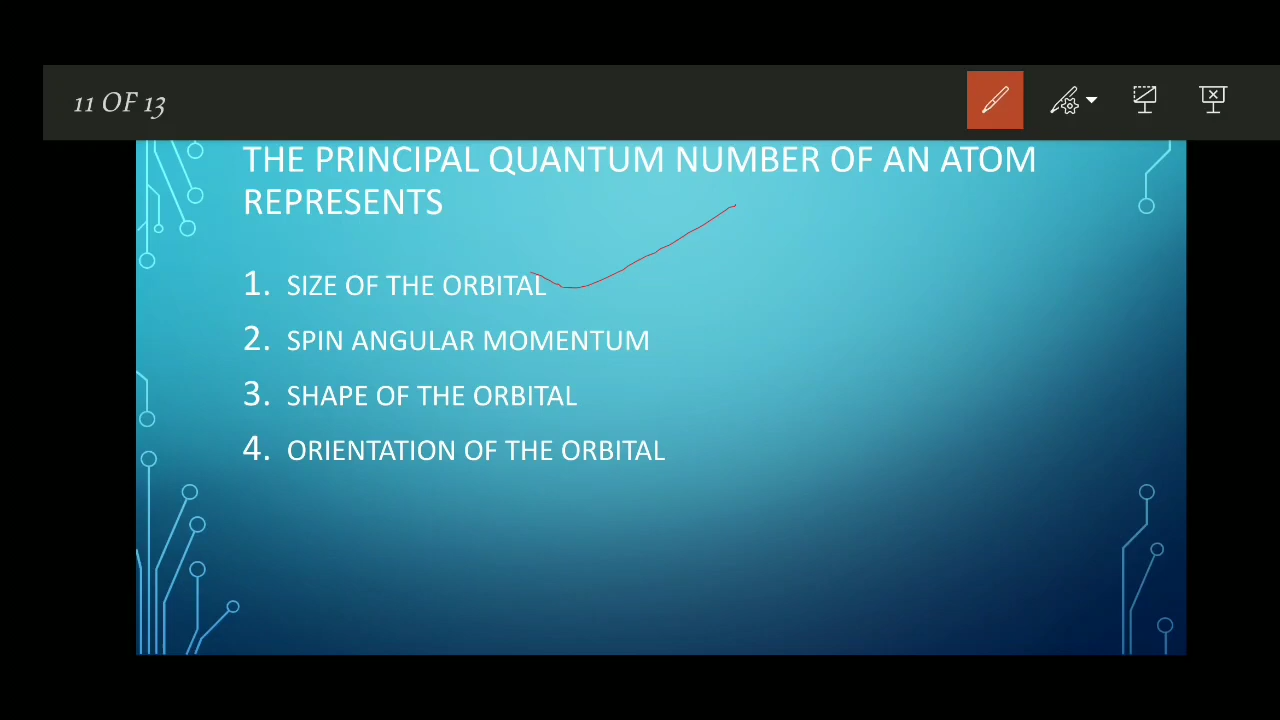 11 OF 13
THE PRINCIPAL QUANTUM NUMBER OF AN ATOM
REPRESENTS
1. SIZE OF THE ORBITAL
2. SPIN ANGULAR MOMENTUM
3. SHAPE OF THE ORBITAL
4. ORIENTATION OF THE ORBITAL